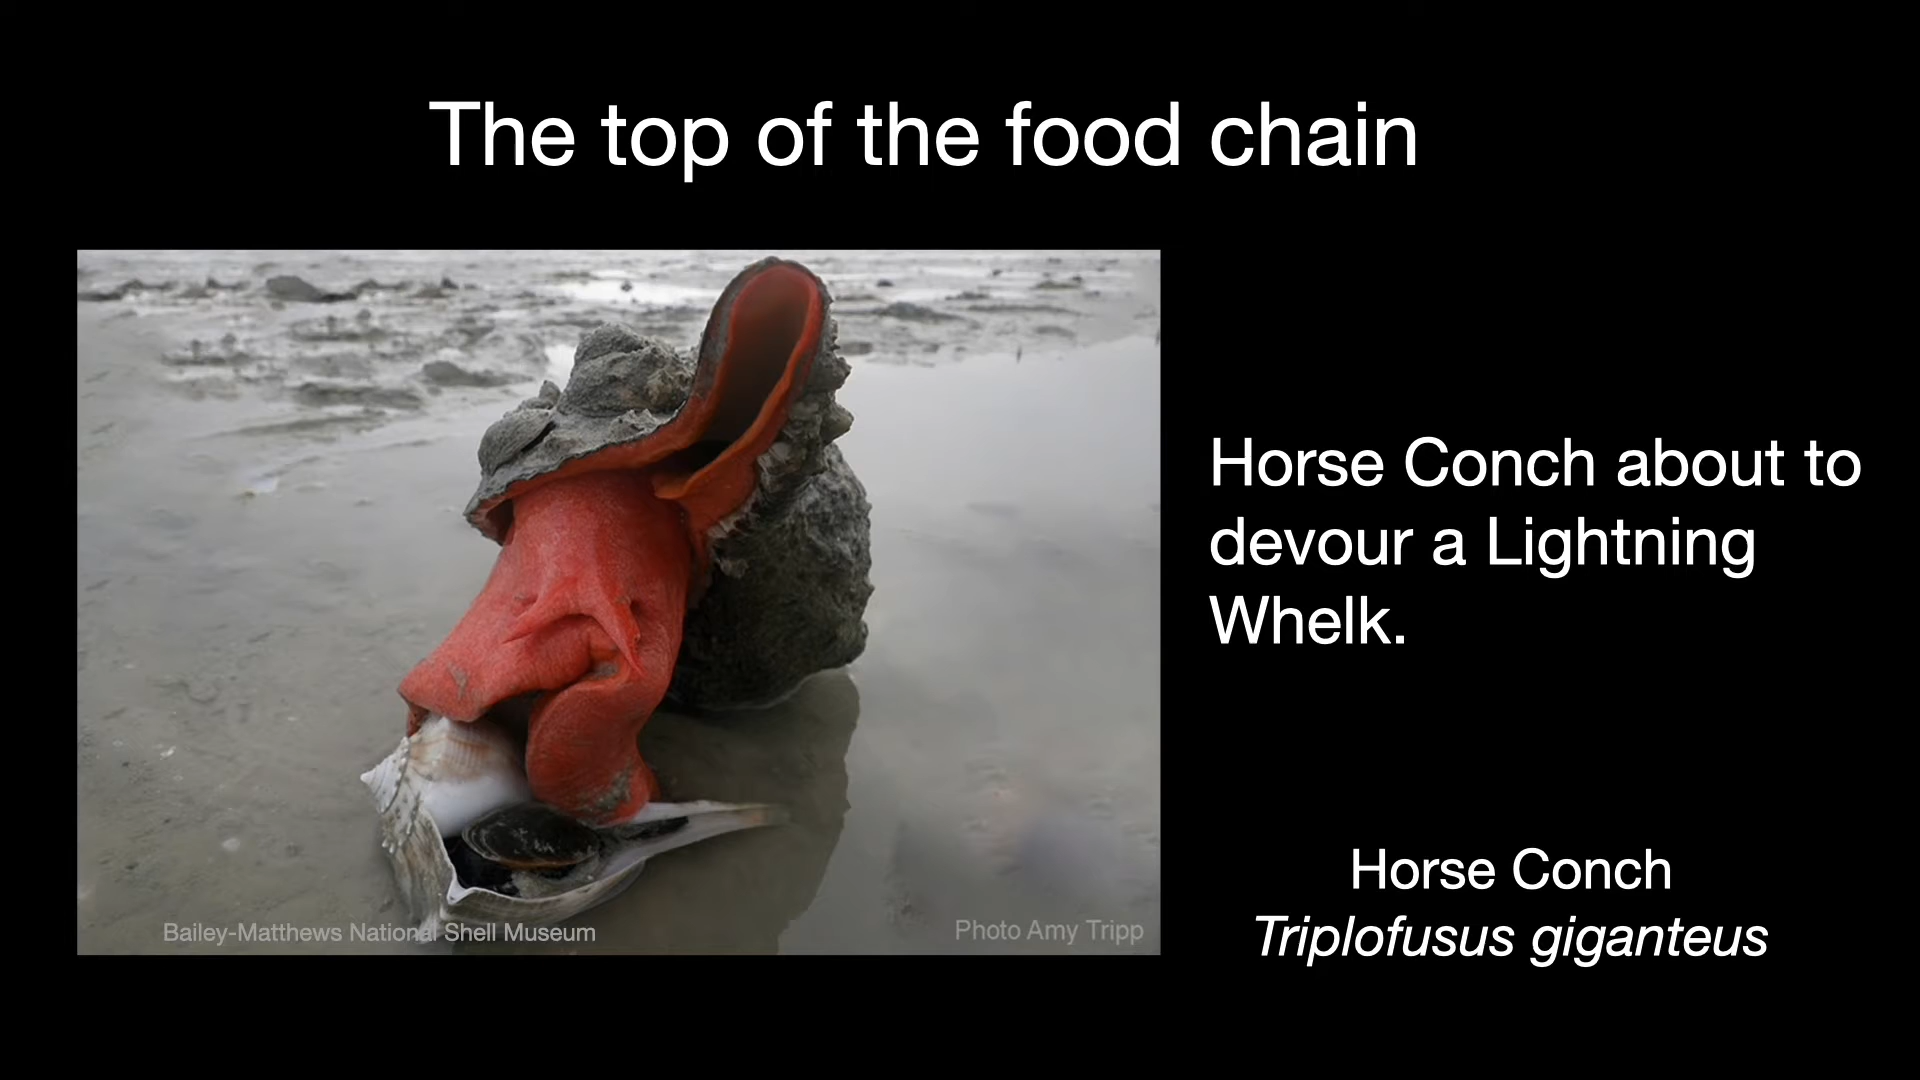 The top of the food chain
Horse Conch about to
devour a Lightning
Whelk.
Bailey-Matthews National Shell Museum
Photo Amy Tripp
Horse Conch
Triplofusus giganteus